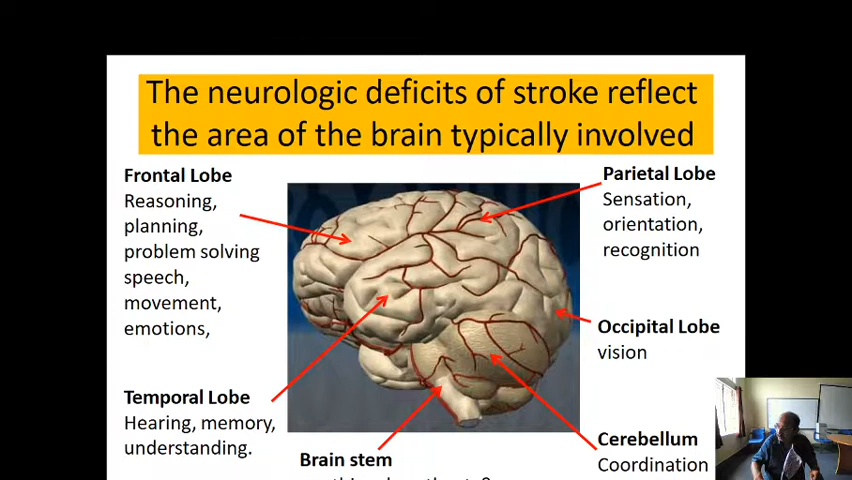 The neurologic deficits of stroke reflect
the area of the brain typically involved
Frontal Lobe
Reasoning,
planning,
problem solving
speech,
movement,
emotions,
Parietal Lobe
Sensation,
orientation,
recognition
Occipital Lobe
vision
Temporal Lobe
Hearing, memory,
understanding.
Brain stem
Cerebellum
Coordination